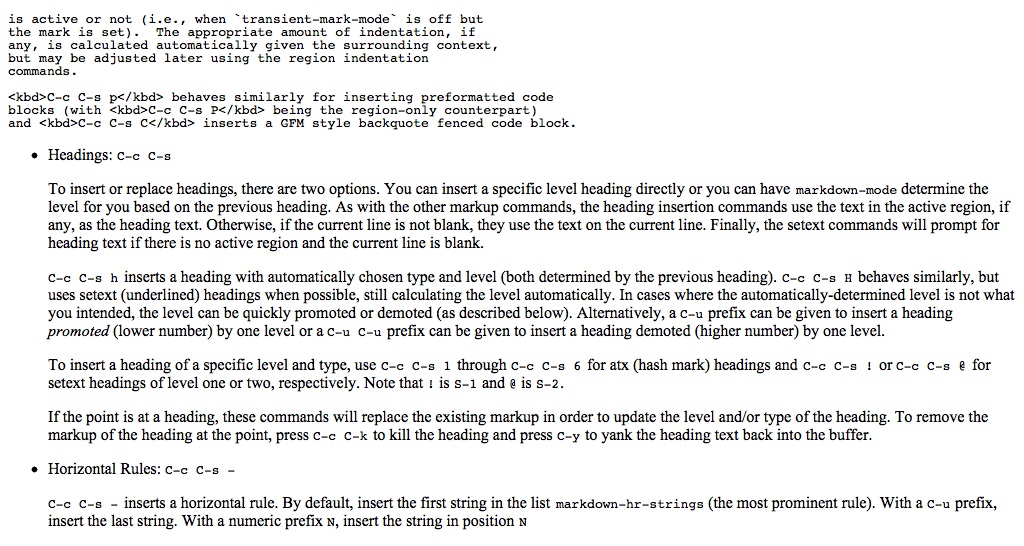 is active or not (i.e., when `transient-mark-mode` is off but
the mark is set).  The appropriate amount of indentation, if
any, is calculated automatically given the surrounding context,
but may be adjusted later using the region indentation
commands.
<kbd>C-c C-s p</kbd> behaves similarly for inserting preformatted code
blocks (with <kbd>C-c C-s P</kbd> being the region-only counterpart)
and <kbd>C-c C-s C</kbd> inserts a GFM style backquote fenced code block.
• Headings: C-c C-s
To insert or replace headings, there are two options. You can insert a specific level heading directly or you can have markdown-mode determine the
level for you based on the previous heading. As with the other markup commands, the heading insertion commands use the text in the active region, if
any, as the heading text. Otherwise, if the current line is not blank, they use the text on the current line. Finally, the setext commands will prompt for
heading text if there is no active region and the current line is blank.
C-c C-s h inserts a heading with automatically chosen type and level (both determined by the previous heading). C-c C-s H behaves similarly, but
uses setext (underlined) headings when possible, still calculating the level automatically. In cases where the automatically-determined level is not what
you intended, the level can be quickly promoted or demoted (as described below). Alternatively, a C-u prefix can be given to insert a heading
promoted (lower number) by one level or a C-u C-u prefix can be given to insert a heading demoted (higher number) by one level.
To insert a heading of a specific level and type, use C-c C-s 1 through C-c C-s 6 for atx (hash mark) headings and C-c C-s ! or C-c C-s @ for
setext headings of level one or two, respectively. Note that ! is S-1 and @ is S-2.
If the point is at a heading, these commands will replace the existing markup in order to update the level and/or type of the heading. To remove the
markup of the heading at the point, press C-c C-k to kill the heading and press C-y to yank the heading text back into the buffer.
• Horizontal Rules: C-c C-s -
C-c C-s - inserts a horizontal rule. By default, insert the first string in the list markdown-hr-strings (the most prominent rule). With a C-u prefix,
insert the last string. With a numeric prefix N, insert the string in position N